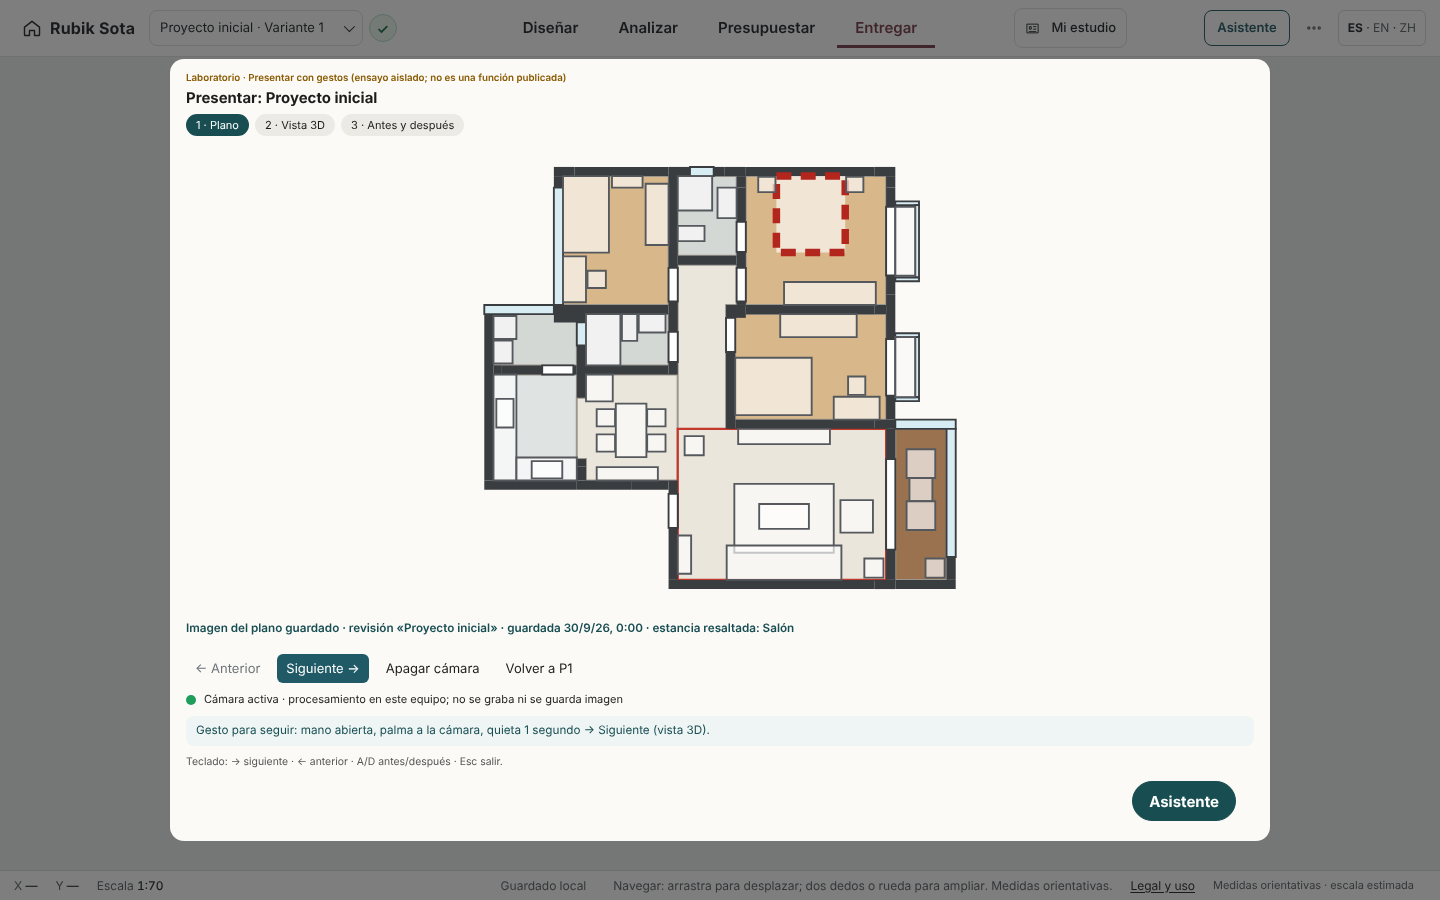 Rubik Sota
Proyecto inicial · Variante 1
Diseñar
Analizar
Presupuestar
Entregar
Mi estudio
Asistente
ES · EN · ZH
Laboratorio · Presentar con gestos (ensayo aislado; no es una función publicada)
Presentar: Proyecto inicial
1 · Plano
2 · Vista 3D
3 · Antes y después
Imagen del plano guardado · revisión «Proyecto inicial» · guardada 30/9/26, 0:00 · estancia resaltada: Salón
← Anterior
Siguiente →
Apagar cámara
Volver a P1
Cámara activa · procesamiento en este equipo; no se graba ni se guarda imagen
Gesto para seguir: mano abierta, palma a la cámara, quieta 1 segundo → Siguiente (vista 3D).
Teclado: → siguiente · ← anterior · A/D antes/después · Esc salir.
Asistente
X —
Y —
Escala 1:70
Guardado local
Navegar: arrastra para desplazar; dos dedos o rueda para ampliar. Medidas orientativas.
Legal y uso
Medidas orientativas · escala estimada